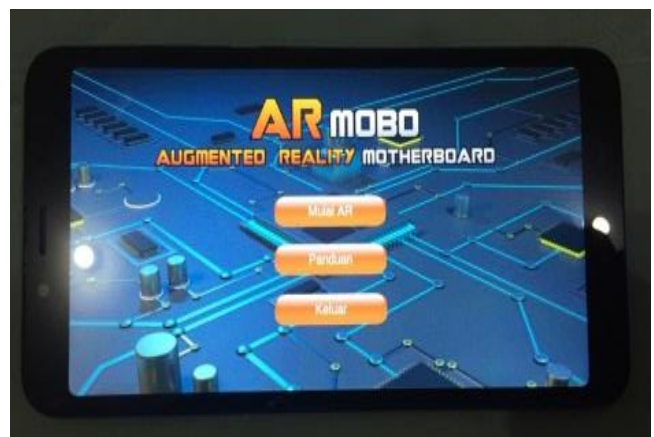 AR MOBO
AUGMENTED REALITY MOTHERBOARD
Mulai AR
Panduan
Keluar